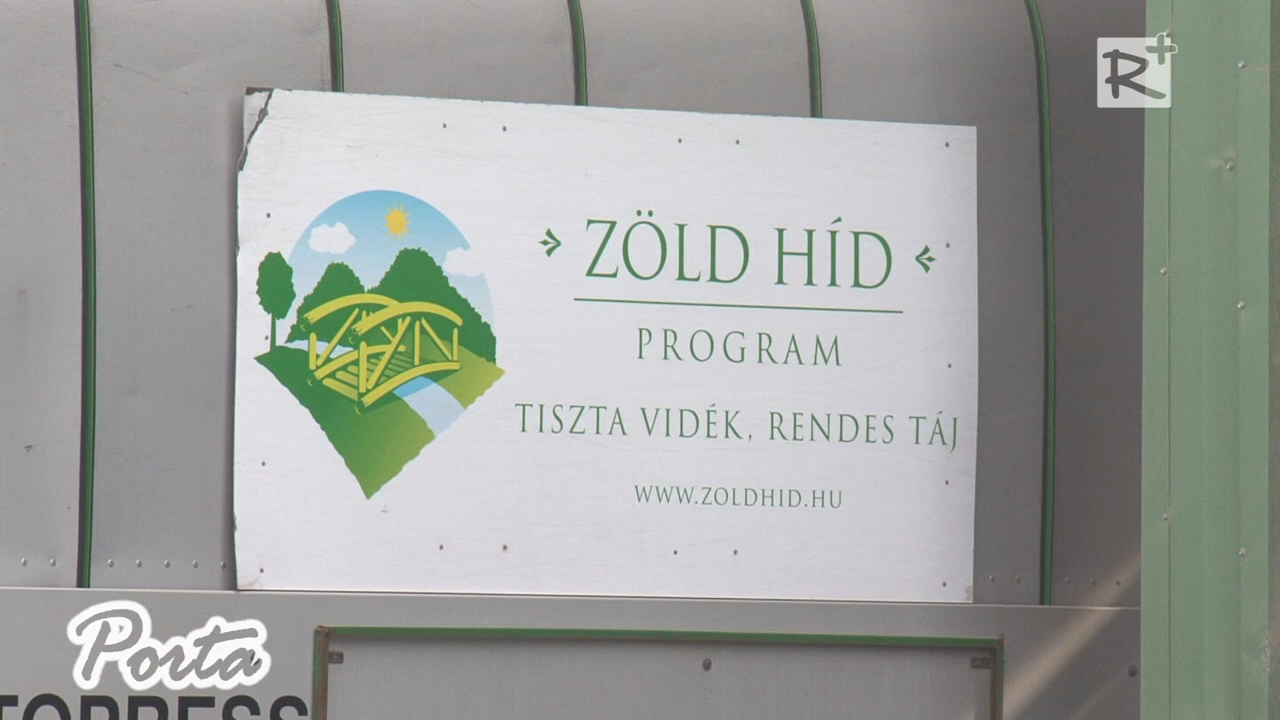 R+
ZÖLD HÍD
PROGRAM
TISZTA VIDÉK, RENDES TÁJ
WWW.ZOLDHID.HU
Porta